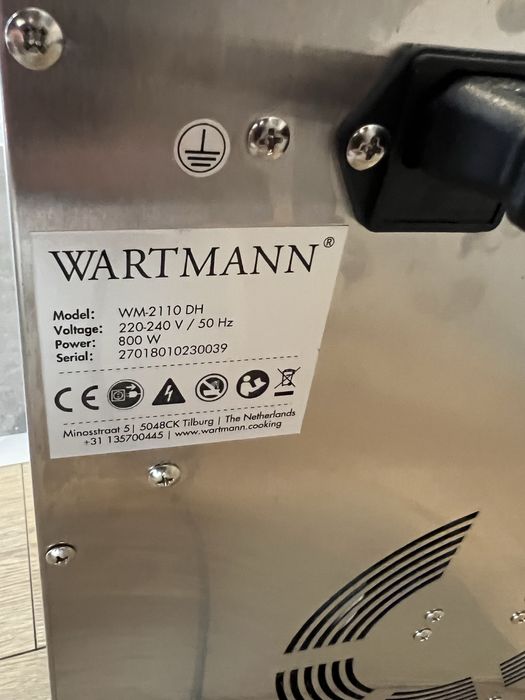 WARTMANN®
Model: WM-2110 DH
Voltage: 220-240 V / 50 Hz
Power: 800 W
Serial: 27018010230039
CE
Minosstraat 5 | 5048CK Tilburg | The Netherlands
+31 135700445 | www.wartmann.cooking